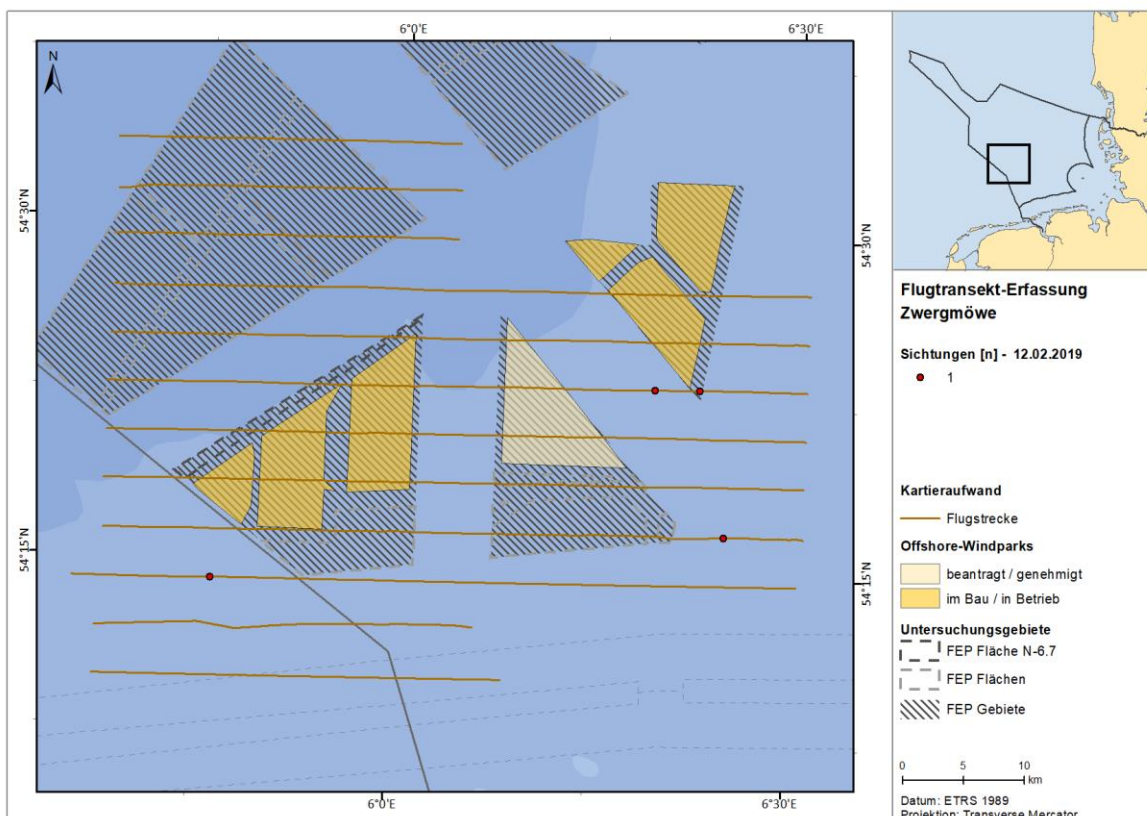 6°0'E
6°30'E
N
54°30'N
54°30'N
54°15'N
54°15'N
6°0'E
6°30'E
Flugtransekt-Erfassung
Zwergmöwe
Sichtungen [n] - 12.02.2019
1
Kartieraufwand
Flugstrecke
Offshore-Windparks
beantragt / genehmigt
im Bau / in Betrieb
Untersuchungsgebiete
FEP Fläche N-6.7
FEP Flächen
FEP Gebiete
0 5 10
km
Datum: ETRS 1989
Projektion: Transverse Mercator